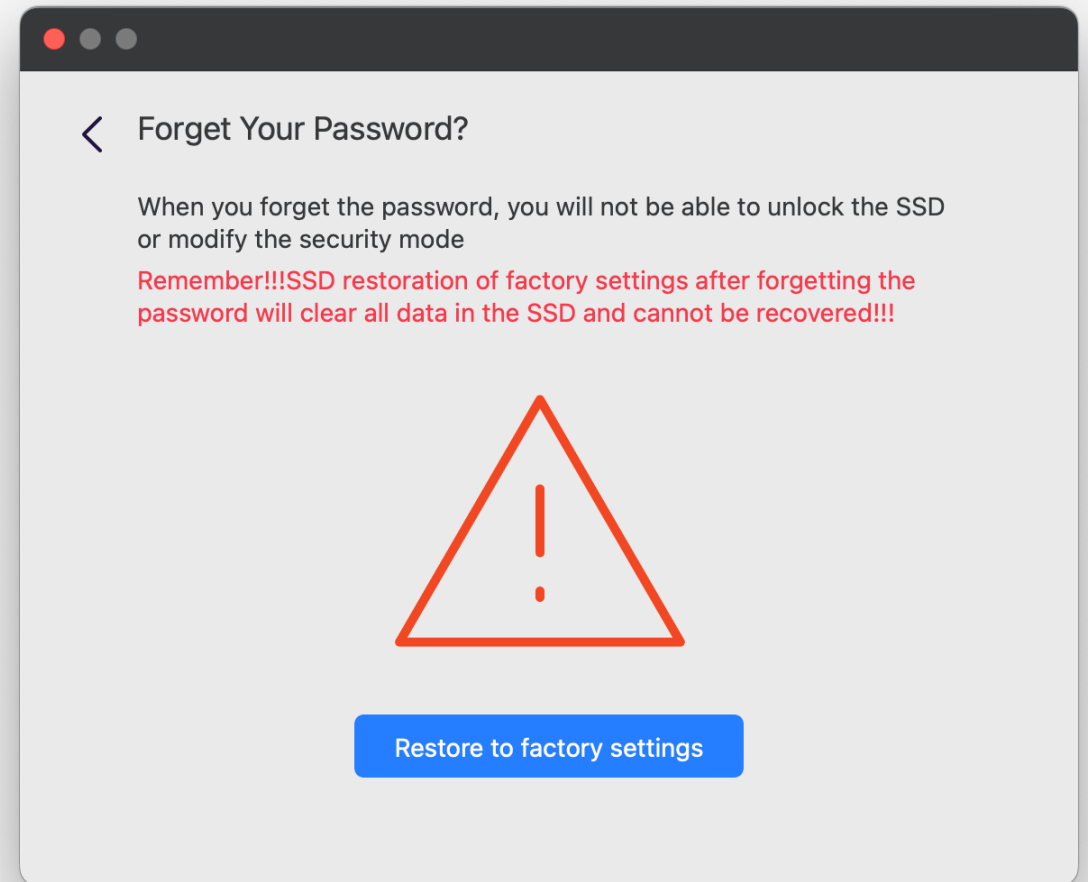 Forget Your Password?
When you forget the password, you will not be able to unlock the SSD
or modify the security mode
Remember!!!SSD restoration of factory settings after forgetting the
password will clear all data in the SSD and cannot be recovered!!!
Restore to factory settings